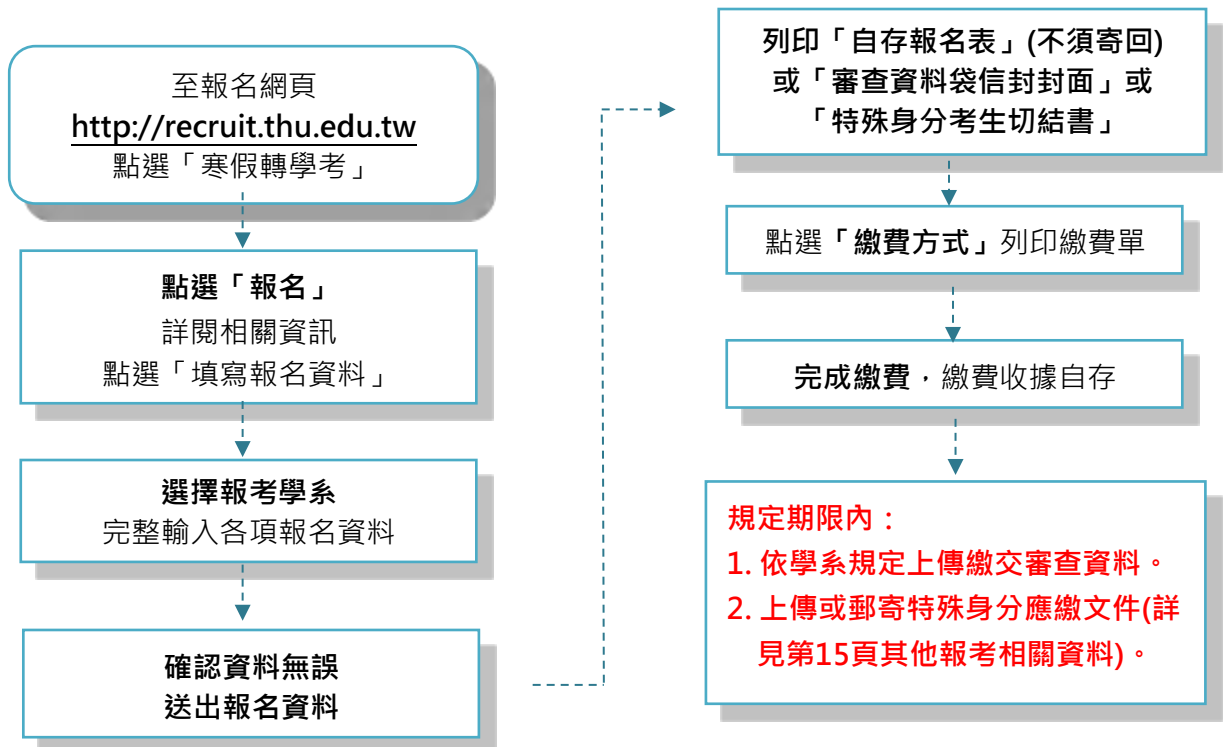 至報名網頁
http://recruit.thu.edu.tw
點選「寒假轉學考」
點選「報名」
詳閱相關資訊
點選「填寫報名資料」
選擇報考學系
完整輸入各項報名資料
確認資料無誤
送出報名資料
列印「自存報名表」(不須寄回)
或「審查資料袋信封封面」或
「特殊身分考生切結書」
點選「繳費方式」列印繳費單
完成繳費，繳費收據自存
規定期限內：
1. 依學系規定上傳繳交審查資料。
2. 上傳或郵寄特殊身分應繳文件(詳
見第15頁其他報考相關資料)。